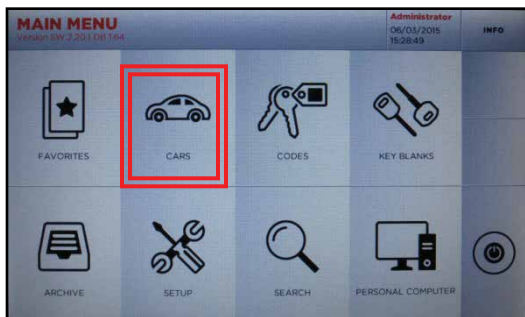 MAIN MENU
Administrator
06/03/2015
15:28:49
INFO
FAVORITES
CARS
CODES
KEY BLANKS
ARCHIVE
SETUP
SEARCH
PERSONAL COMPUTER